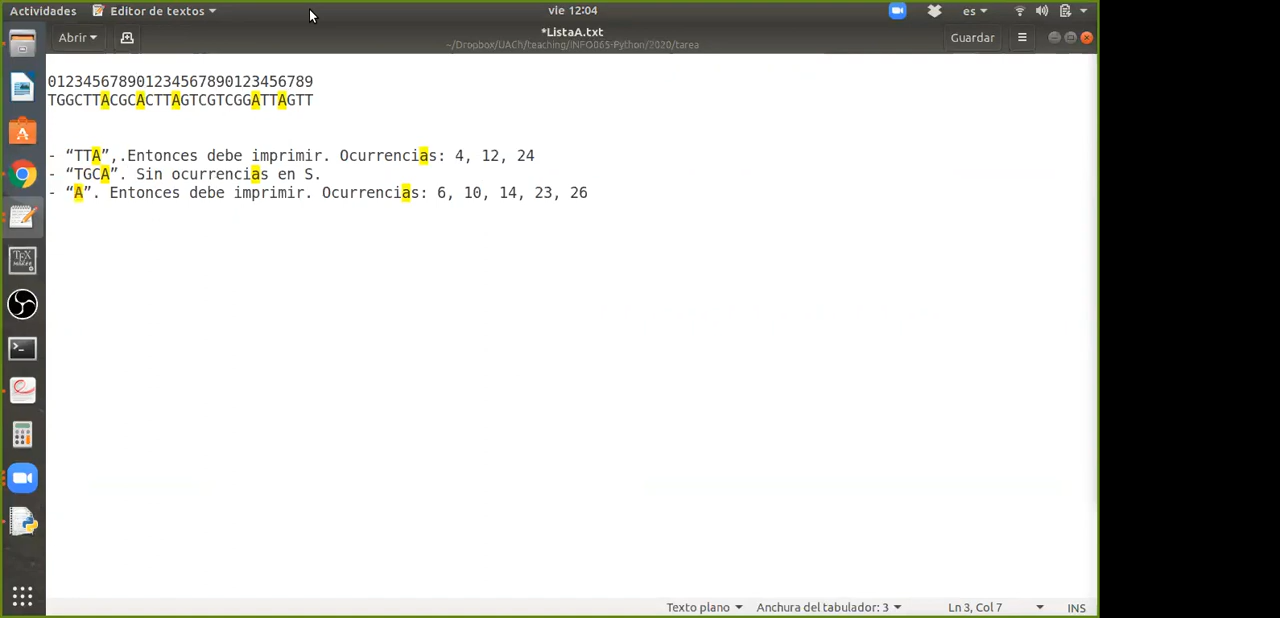 Actividades Editor de textos vie 12:04 es
Abrir *ListaA.txt Guardar
~/Dropbox/UACh/teaching/INFO065-Python/2020/tarea
012345678901234567890123456789
TGGCTTACGCACTTAGTCGTCGGATTAGTT
- “TTA”,.Entonces debe imprimir. Ocurrencias: 4, 12, 24
- “TGCA”. Sin ocurrencias en S.
- “A”. Entonces debe imprimir. Ocurrencias: 6, 10, 14, 23, 26
Texto plano Anchura del tabulador: 3 Ln 3, Col 7 INS